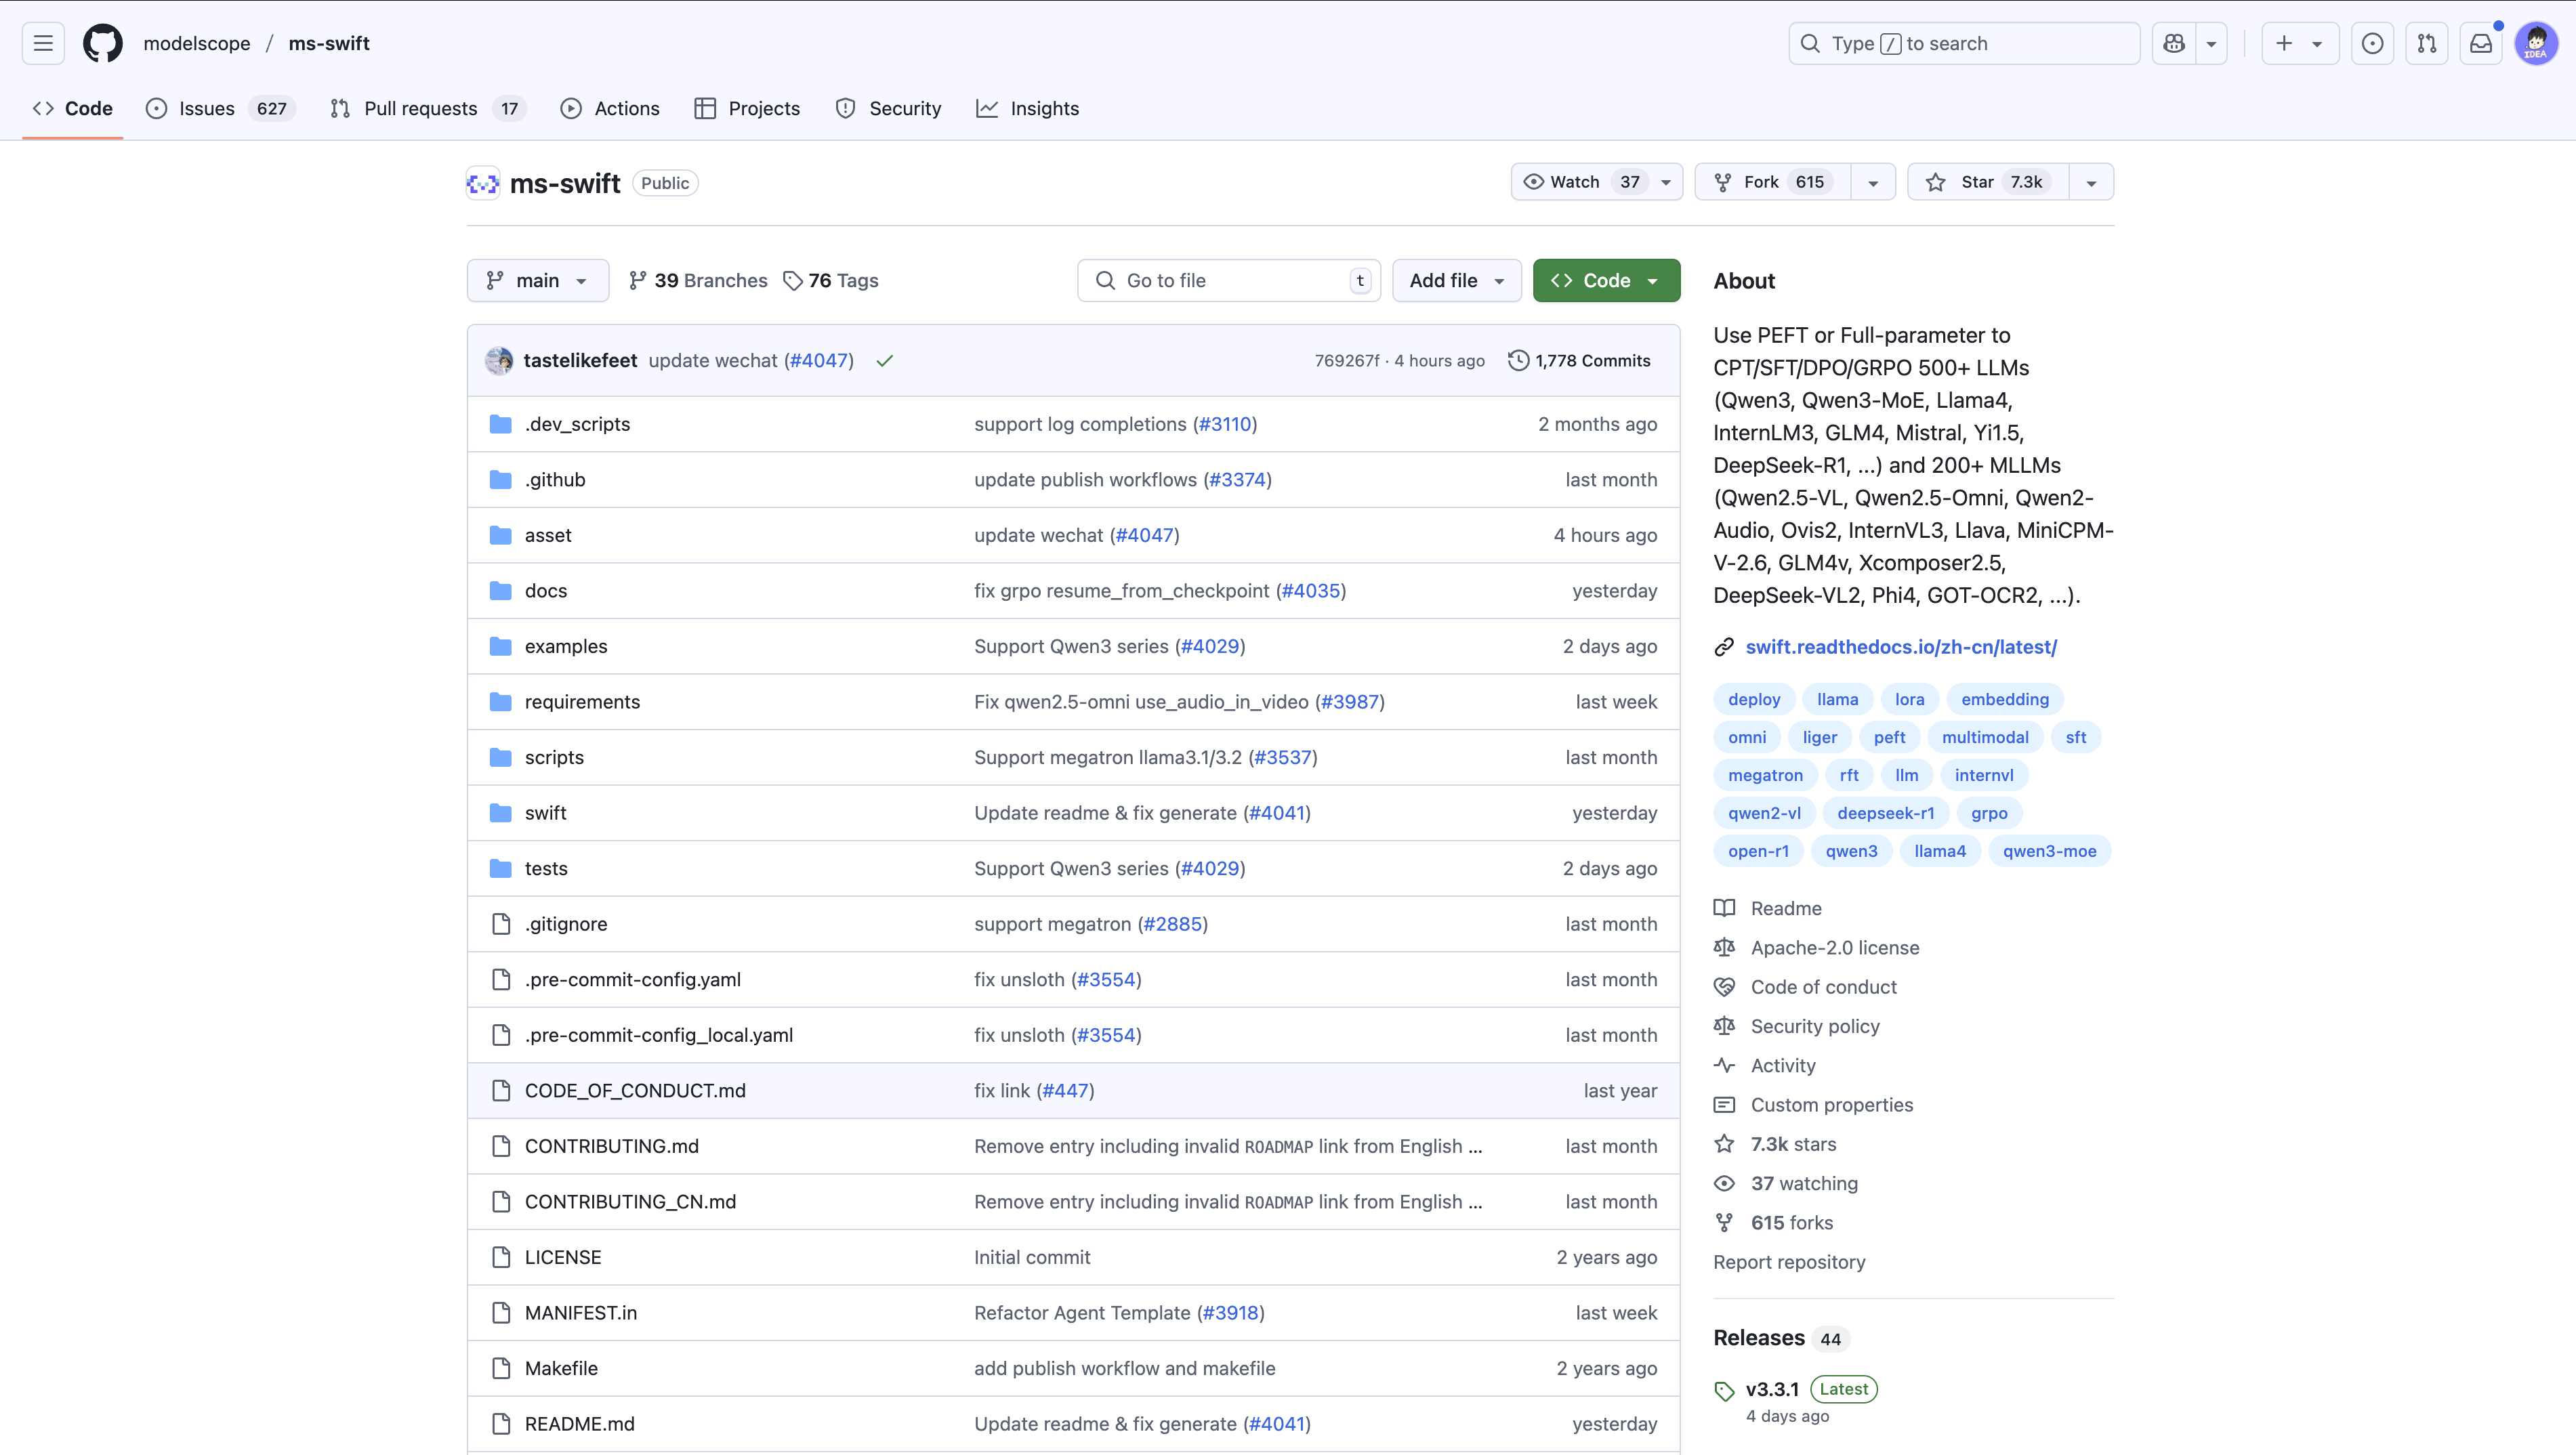 modelscope / ms-swift
Type / to search
IDEA
Code
Issues 627
Pull requests 17
Actions
Projects
Security
Insights
ms-swift Public
Watch 37
Fork 615
Star 7.3k
main
39 Branches
76 Tags
Go to file t
Add file
Code
tastelikefeet update wechat (#4047) 769267f · 4 hours ago 1,778 Commits
.dev_scripts support log completions (#3110) 2 months ago
.github update publish workflows (#3374) last month
asset update wechat (#4047) 4 hours ago
docs fix grpo resume_from_checkpoint (#4035) yesterday
examples Support Qwen3 series (#4029) 2 days ago
requirements Fix qwen2.5-omni use_audio_in_video (#3987) last week
scripts Support megatron llama3.1/3.2 (#3537) last month
swift Update readme & fix generate (#4041) yesterday
tests Support Qwen3 series (#4029) 2 days ago
.gitignore support megatron (#2885) last month
.pre-commit-config.yaml fix unsloth (#3554) last month
.pre-commit-config_local.yaml fix unsloth (#3554) last month
CODE_OF_CONDUCT.md fix link (#447) last year
CONTRIBUTING.md Remove entry including invalid ROADMAP link from English ... last month
CONTRIBUTING_CN.md Remove entry including invalid ROADMAP link from English ... last month
LICENSE Initial commit 2 years ago
MANIFEST.in Refactor Agent Template (#3918) last week
Makefile add publish workflow and makefile 2 years ago
README.md Update readme & fix generate (#4041) yesterday
About
Use PEFT or Full-parameter to
CPT/SFT/DPO/GRPO 500+ LLMs
(Qwen3, Qwen3-MoE, Llama4,
InternLM3, GLM4, Mistral, Yi1.5,
DeepSeek-R1, ...) and 200+ MLLMs
(Qwen2.5-VL, Qwen2.5-Omni, Qwen2-
Audio, Ovis2, InternVL3, Llava, MiniCPM-
V-2.6, GLM4v, Xcomposer2.5,
DeepSeek-VL2, Phi4, GOT-OCR2, ...).
swift.readthedocs.io/zh-cn/latest/
deploy llama lora embedding
omni liger peft multimodal sft
megatron rft llm internvl
qwen2-vl deepseek-r1 grpo
open-r1 qwen3 llama4 qwen3-moe
Readme
Apache-2.0 license
Code of conduct
Security policy
Activity
Custom properties
7.3k stars
37 watching
615 forks
Report repository
Releases 44
v3.3.1 Latest
4 days ago